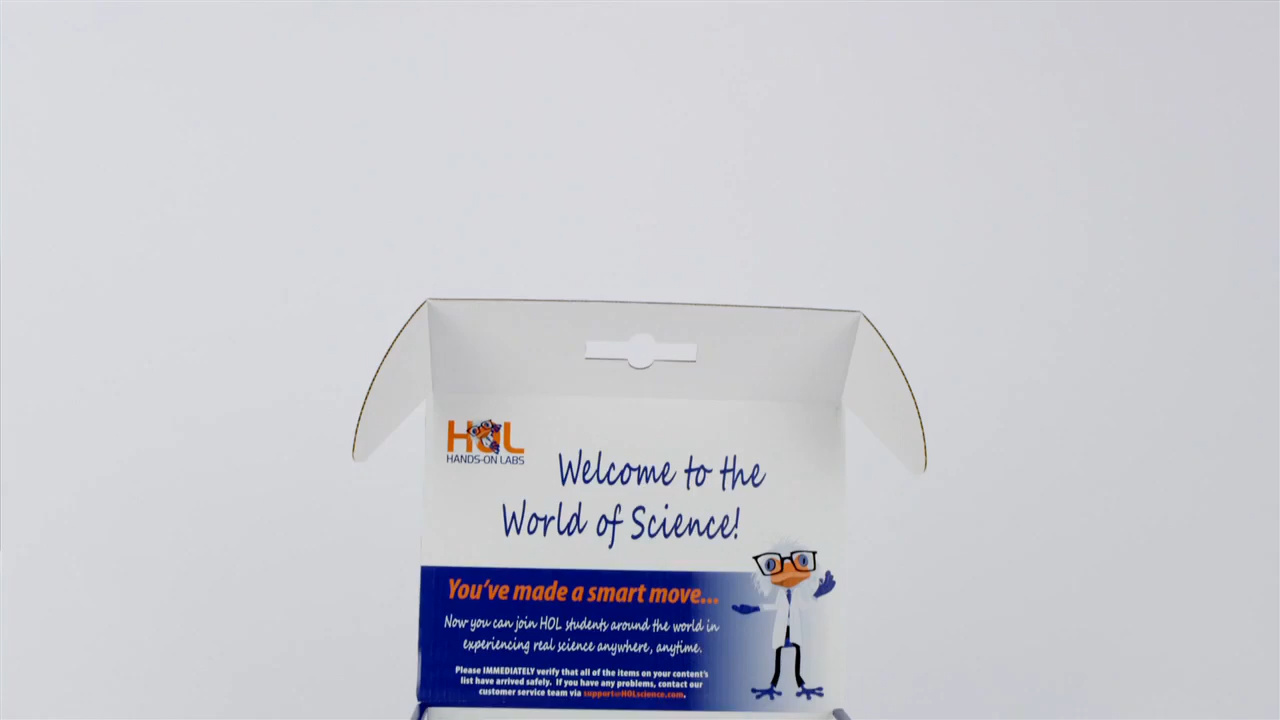 HOL
HANDS-ON LABS
Welcome to the
World of Science!
You've made a smart move...
Now you can join HOL students around the world in
experiencing real science anywhere, anytime.
Please IMMEDIATELY verify that all of the items on your content's
list have arrived safely. If you have any problems, contact our
customer service team via support@HOLscience.com.